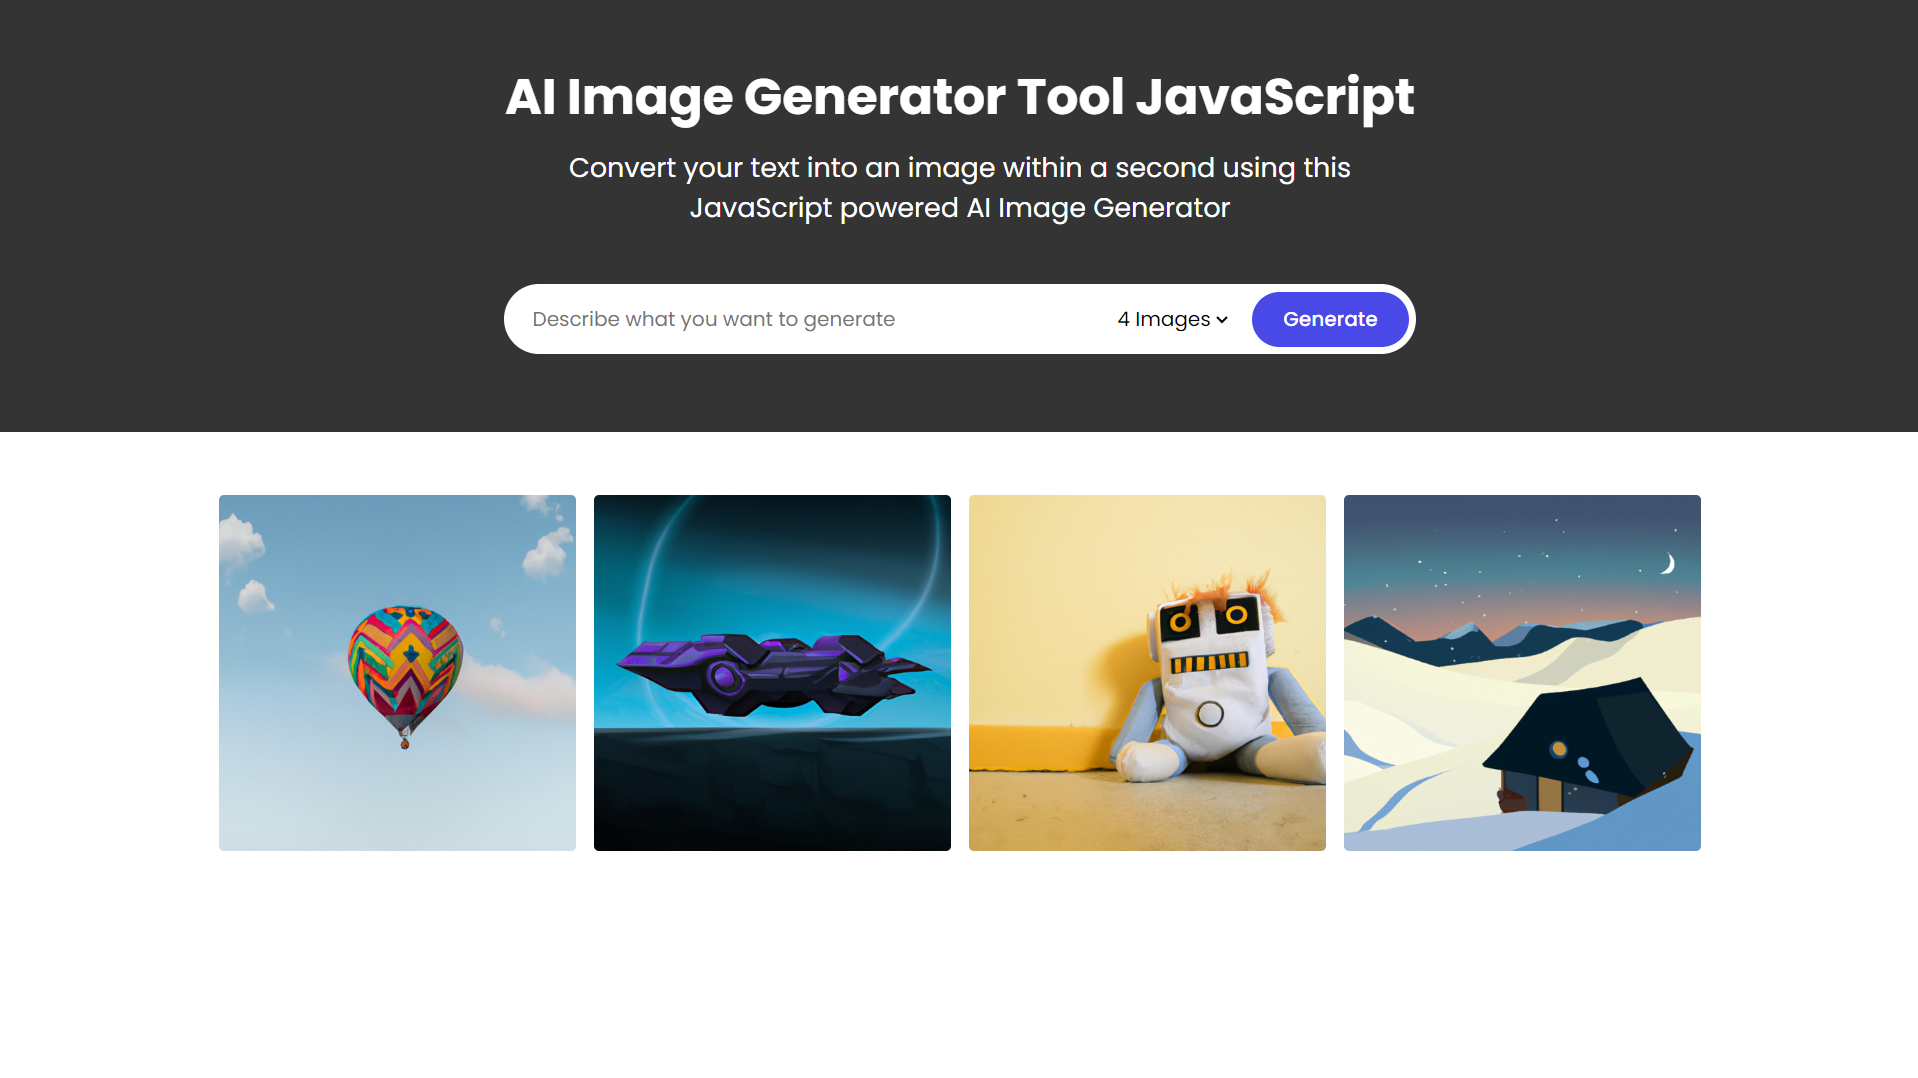 AI Image Generator Tool JavaScript
Convert your text into an image within a second using this
JavaScript powered AI Image Generator
Describe what you want to generate
4 Images
Generate